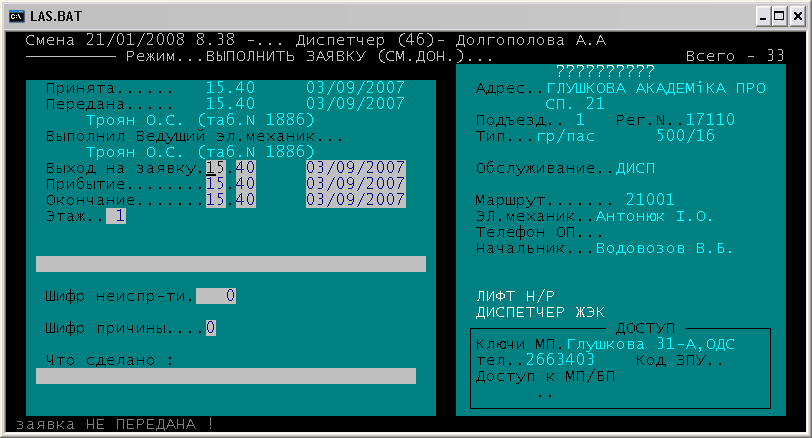 LAS.BAT
Смена 21/01/2008 8.38 -... Диспетчер (46)- Долгополова А.А
Режим...ВЫПОЛНИТЬ ЗАЯВКУ (СМ.ДОН.)... Всего - 33
Принята...... 15.40 03/09/2007
Передана..... 15.40 03/09/2007
Троян О.С. (таб.N 1886)
Выполнил Ведущий эл.механик...
Троян О.С. (таб.N 1886)
Выход на заявку.15.40 03/09/2007
Прибытие........15.40 03/09/2007
Окончание.......15.40 03/09/2007
Этаж.. 1
Шифр неиспр-ти. 0
Шифр причины....0
Что сделано :
??????????
Адрес..ГЛУШКОВА АКАДЕМiКА ПРО
СП. 21
Подъезд.. 1 Рег.N..17110
Тип...гр/пас 500/16
Обслуживание..ДИСП
Маршрут....... 21001
ЭЛ.механик..Антонюк І.О.
Телефон ОП...
Начальник...Водовозов В.Б.
ЛИФТ Н/Р
ДИСПЕТЧЕР ЖЭК
ДОСТУП
Ключи МП.Глушкова 31-А,ОДС
тел..2663403 Код ЗПУ..
Доступ к МП/БП
..
заявка НЕ ПЕРЕДАНА !